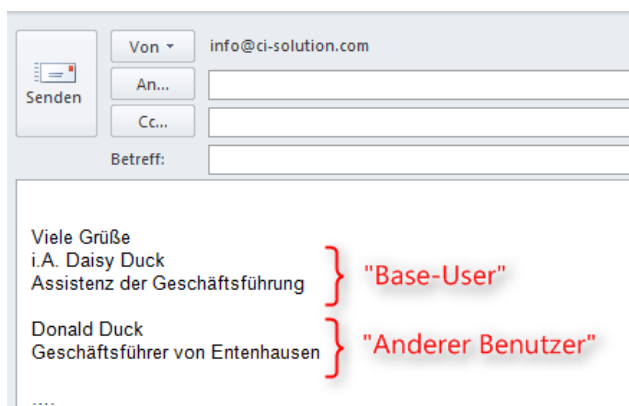 Von
info@ci-solution.com
Senden
An...
Cc...
Betreff:
Viele Grüße
i.A. Daisy Duck
Assistenz der Geschäftsführung
"Base-User"
Donald Duck
Geschäftsführer von Entenhausen
"Anderer Benutzer"
....